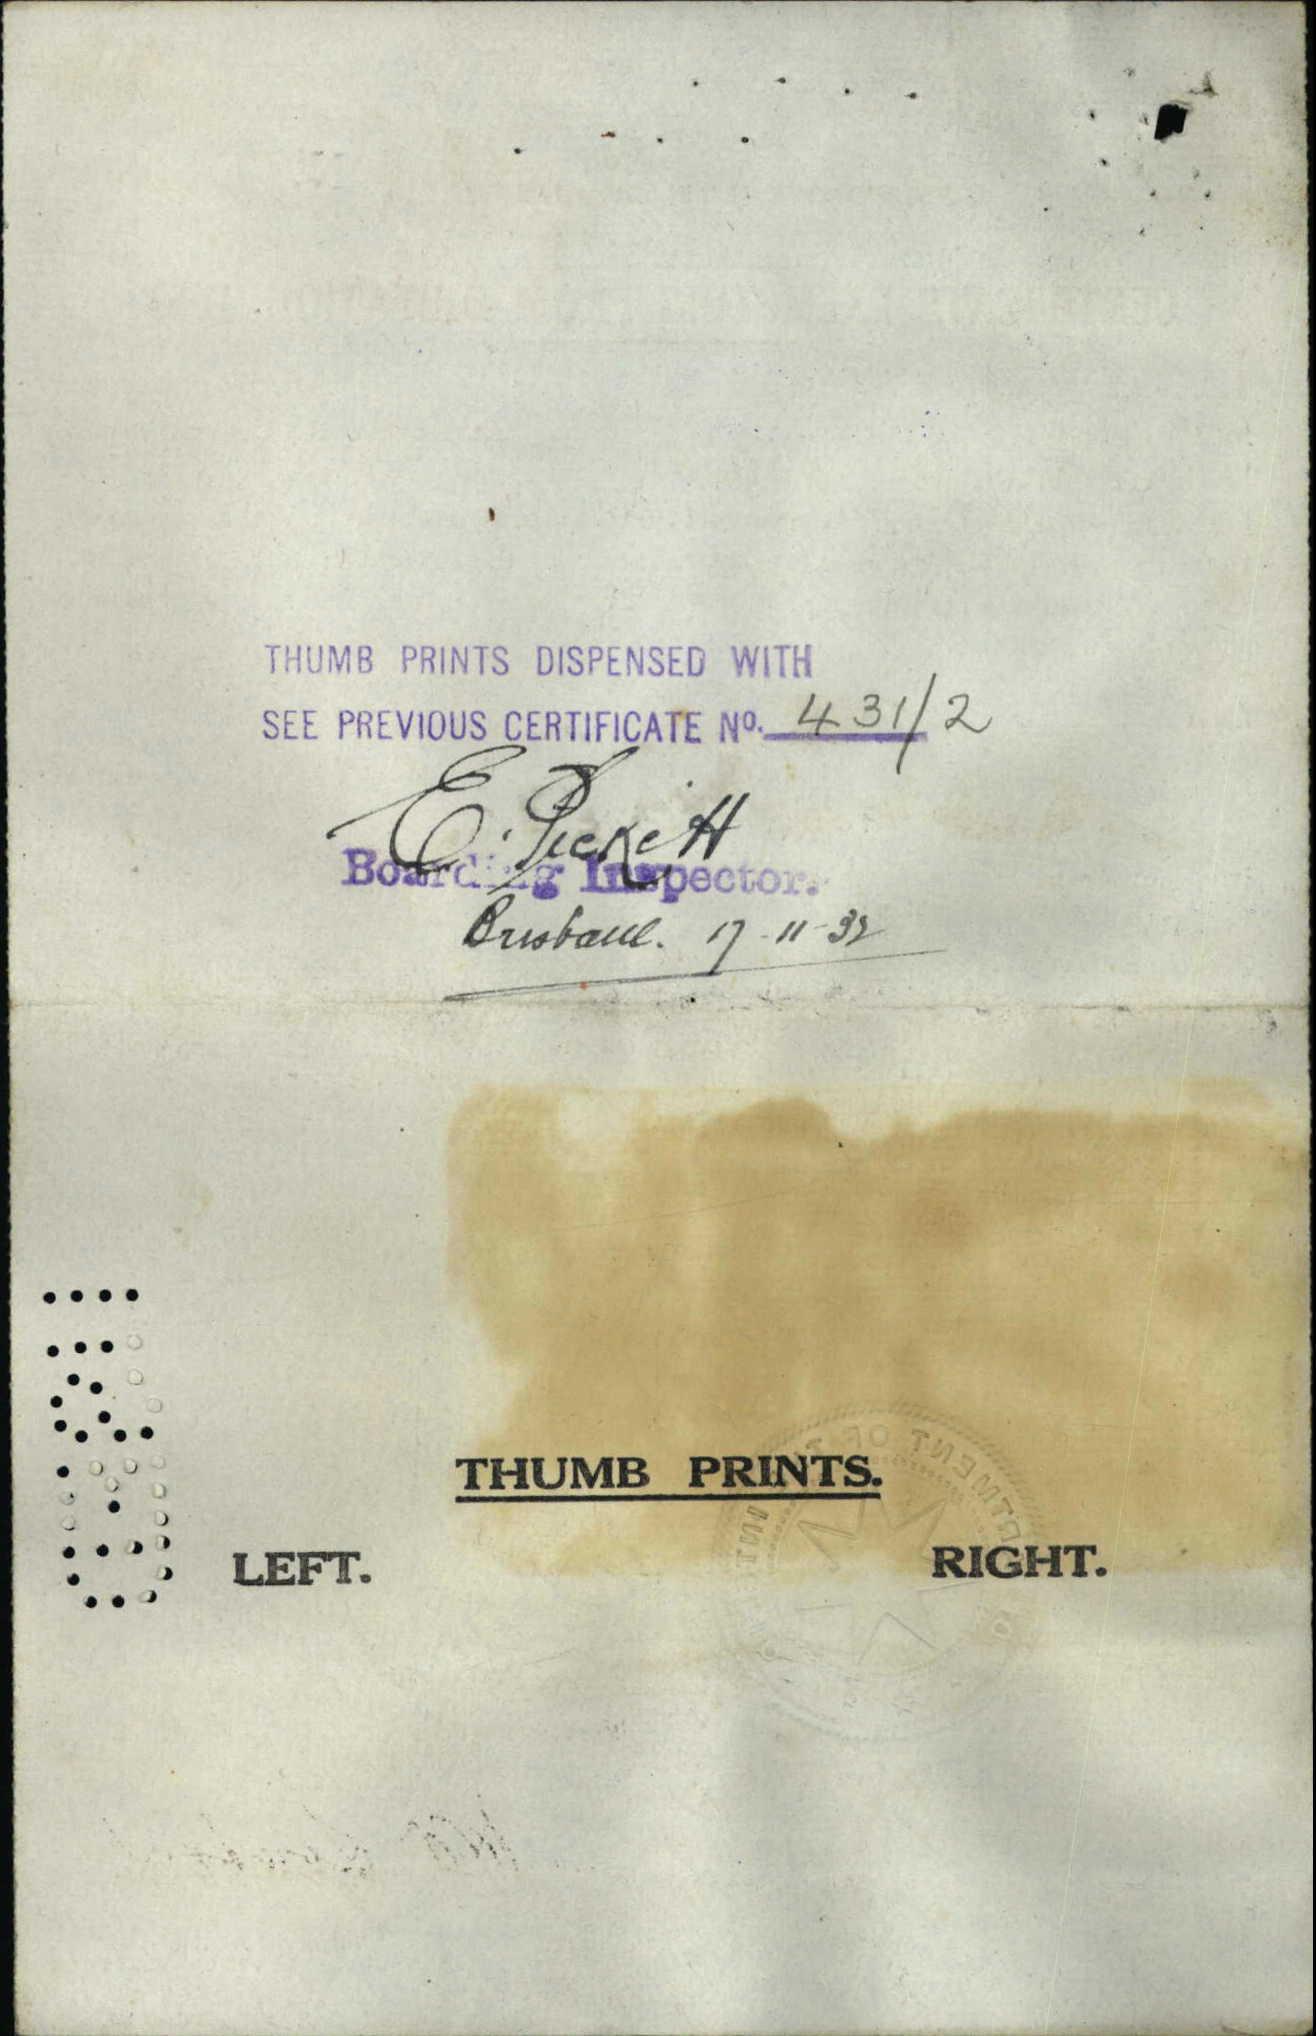 THUMB PRINTS DISPENSED WITH
SEE PREVIOUS CERTIFICATE No. 431/2
E. Peckett
Boarding Inspector.
Brisbane. 17-11-32
THUMB PRINTS.
LEFT.
RIGHT.